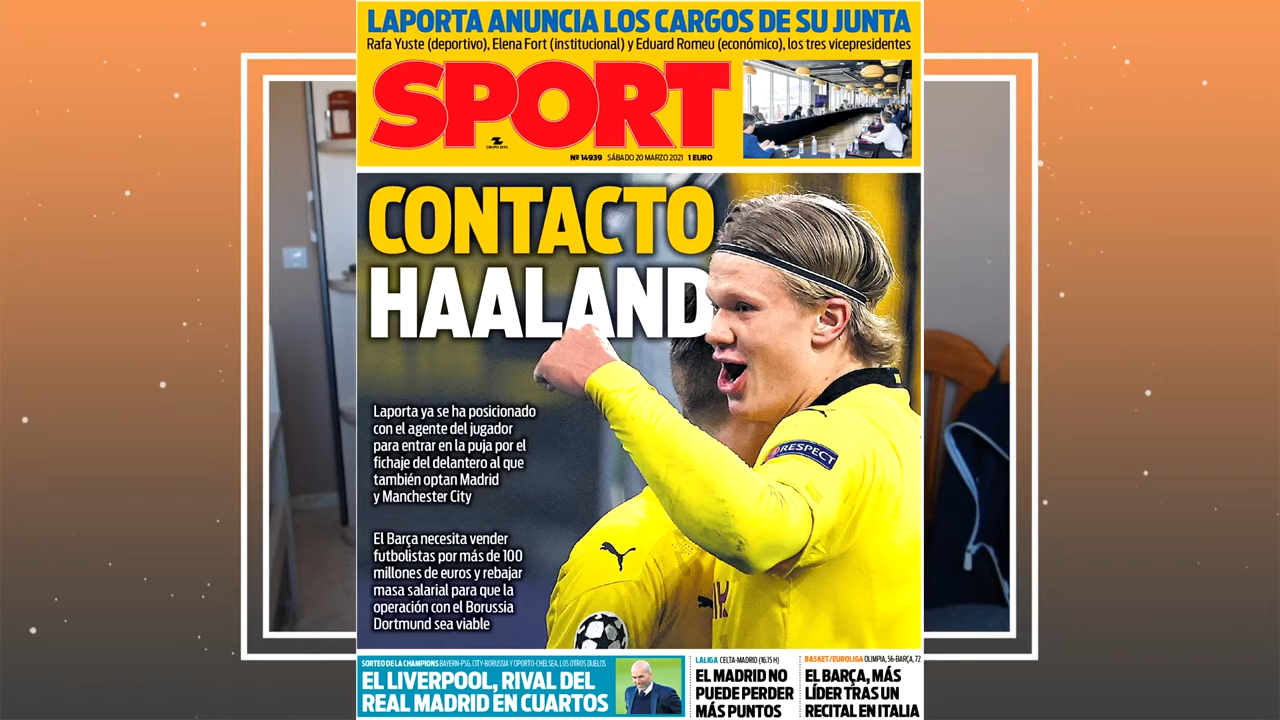 LAPORTA ANUNCIA LOS CARGOS DE SU JUNTA
Rafa Yuste (deportivo), Elena Fort (institucional) y Eduard Romeu (económico), los tres vicepresidentes
SPORT
GRUPO ZETA
Nº 14939 SÁBADO 20 MARZO 2021 1 EURO
CONTACTO
HAALAND
Laporta ya se ha posicionado
con el agente del jugador
para entrar en la puja por el
fichaje del delantero al que
también optan Madrid
y Manchester City
RESPECT
El Barça necesita vender
futbolistas por más de 100
millones de euros y rebajar
masa salarial para que la
operación con el Borussia
Dortmund sea viable
SORTEO DE LA CHAMPIONS BAYERN-PSG, CITY-BORUSSIA Y OPORTO-CHELSEA, LOS OTROS DUELOS
EL LIVERPOOL, RIVAL DEL
REAL MADRID EN CUARTOS
LALIGA CELTA-MADRID (16.15 H)
EL MADRID NO
PUEDE PERDER
MÁS PUNTOS
BASKET/EUROLIGA OLIMPIA, 56-BARÇA, 72
EL BARÇA, MÁS
LÍDER TRAS UN
RECITAL EN ITALIA